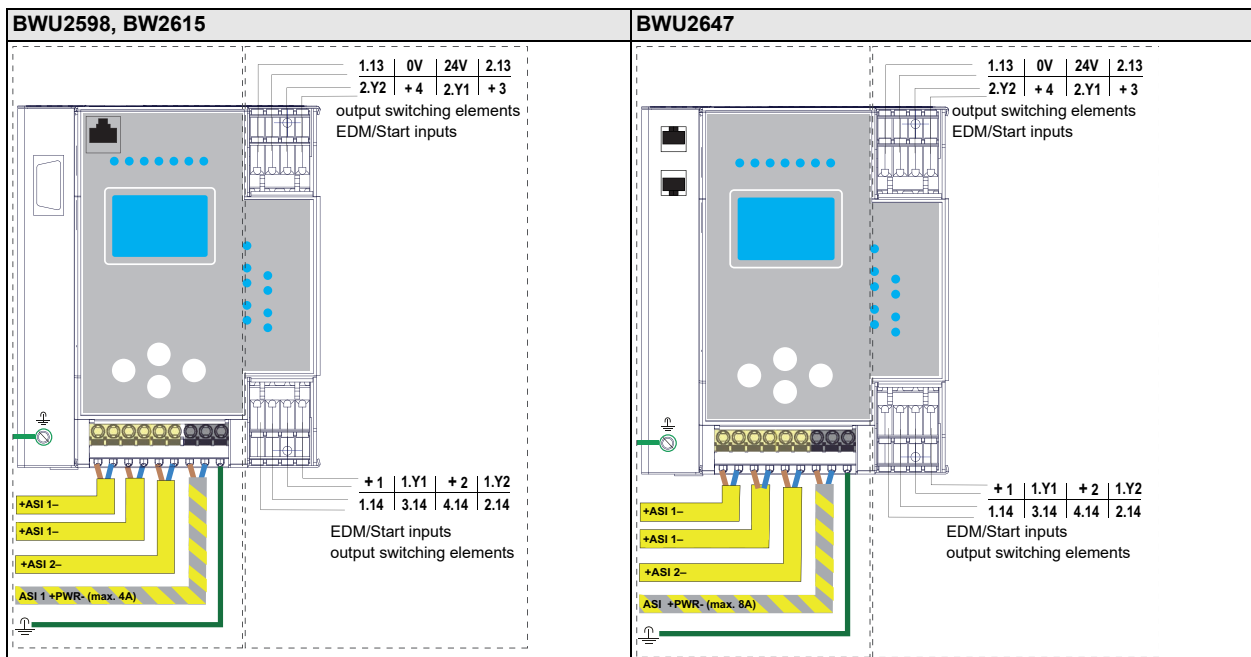 BWU2598, BW2615
1.13 | 0V | 24V | 2.13
2.Y2 | + 4 | 2.Y1 | + 3
output switching elements
EDM/Start inputs
+ 1 | 1.Y1 | + 2 | 1.Y2
1.14 | 3.14 | 4.14 | 2.14
EDM/Start inputs
output switching elements
+ASI 1–
+ASI 1–
+ASI 2–
ASI 1 +PWR- (max. 4A)
BWU2647
1.13 | 0V | 24V | 2.13
2.Y2 | + 4 | 2.Y1 | + 3
output switching elements
EDM/Start inputs
+ 1 | 1.Y1 | + 2 | 1.Y2
1.14 | 3.14 | 4.14 | 2.14
EDM/Start inputs
output switching elements
+ASI 1–
+ASI 1–
+ASI 2–
ASI +PWR- (max. 8A)